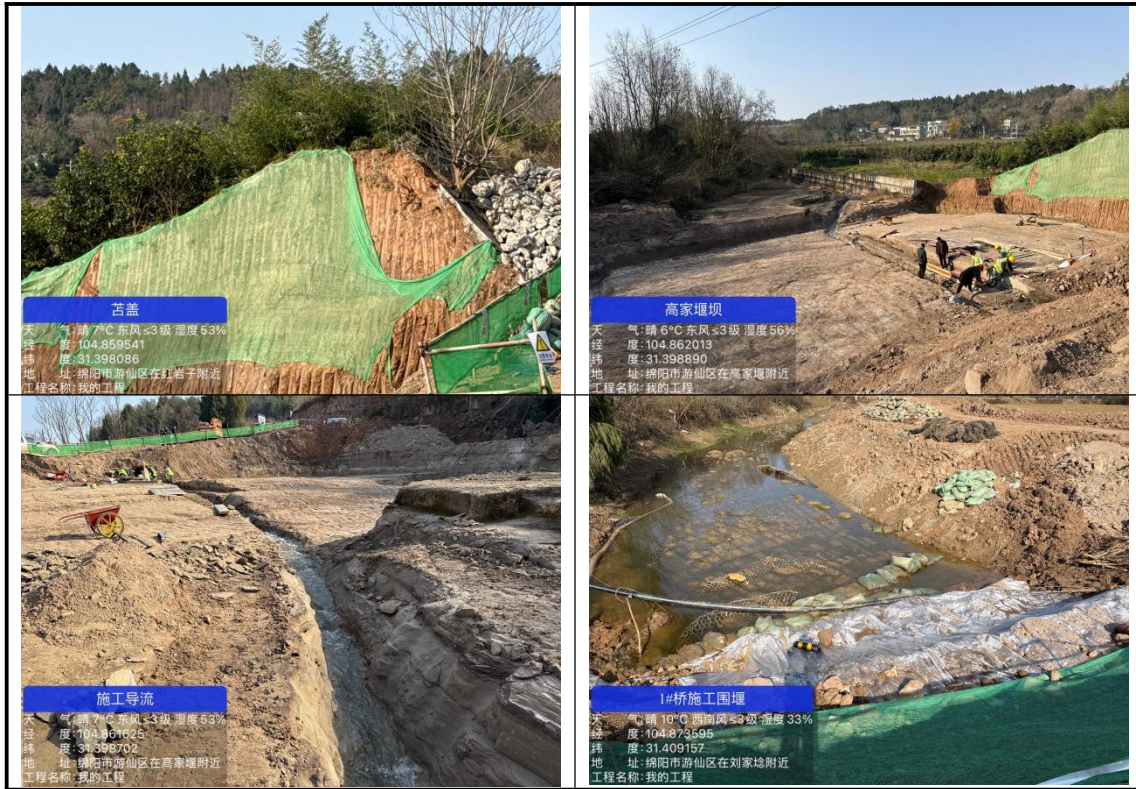 苫盖
天 气:晴 7°C 东风≤3级 湿度53%
经 度:104.859541
纬 度:31.398086
地 址:绵阳市游仙区在红岩子附近
工程名称:我的工程
高家堰坝
天 气:晴 6°C 东风≤3级 湿度56%
经 度:104.862013
纬 度:31.398890
地 址:绵阳市游仙区在高家堰附近
工程名称:我的工程
施工导流
天 气:晴 7°C 东风≤3级 湿度53%
经 度:104.861625
纬 度:31.398702
地 址:绵阳市游仙区在高家堰附近
工程名称:我的工程
1#桥施工围堰
天 气:晴 10°C 西南风≤3级 湿度33%
经 度:104.873595
纬 度:31.409157
地 址:绵阳市游仙区在刘家埝附近
工程名称:我的工程